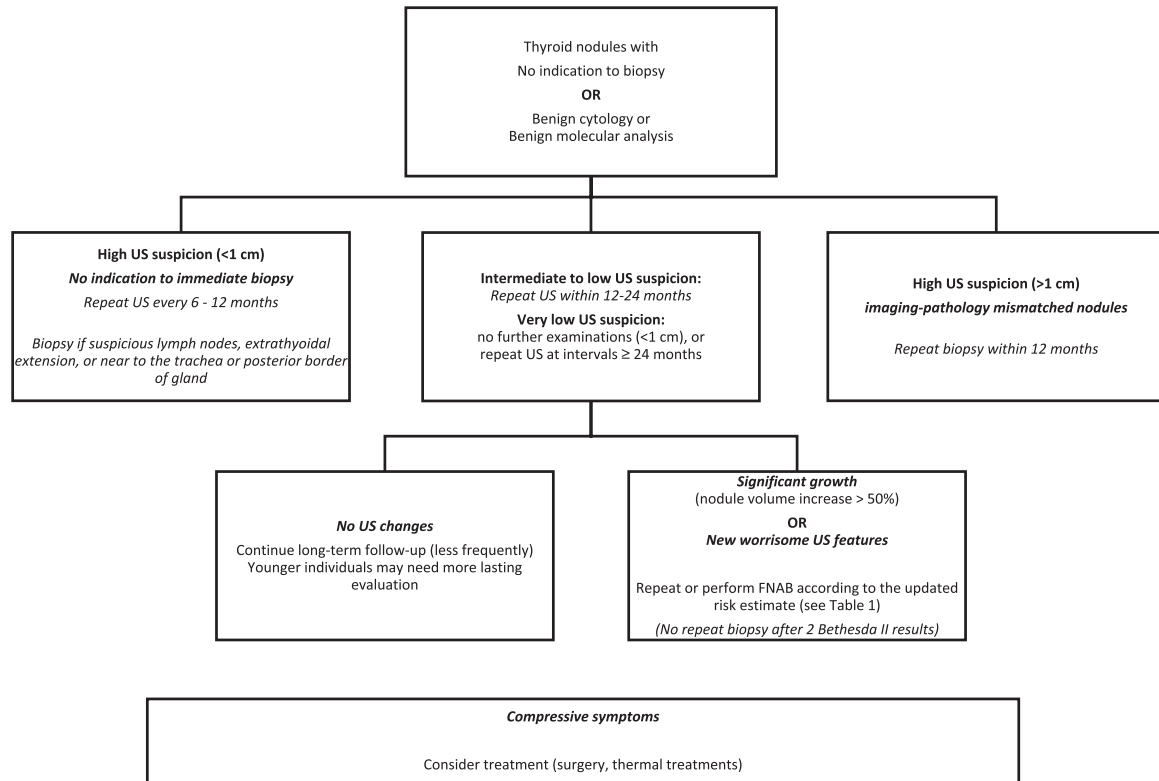 Thyroid nodules with
No indication to biopsy
OR
Benign cytology or
Benign molecular analysis
High US suspicion (<1 cm)
No indication to immediate biopsy
Repeat US every 6 - 12 months
Biopsy if suspicious lymph nodes, extrathyoidal
extension, or near to the trachea or posterior border
of gland
Intermediate to low US suspicion:
Repeat US within 12-24 months
Very low US suspicion:
no further examinations (<1 cm), or
repeat US at intervals ≥ 24 months
High US suspicion (>1 cm)
imaging-pathology mismatched nodules
Repeat biopsy within 12 months
No US changes
Continue long-term follow-up (less frequently)
Younger individuals may need more lasting
evaluation
Significant growth
(nodule volume increase > 50%)
OR
New worrisome US features
Repeat or perform FNAB according to the updated
risk estimate (see Table 1)
(No repeat biopsy after 2 Bethesda II results)
Compressive symptoms
Consider treatment (surgery, thermal treatments)